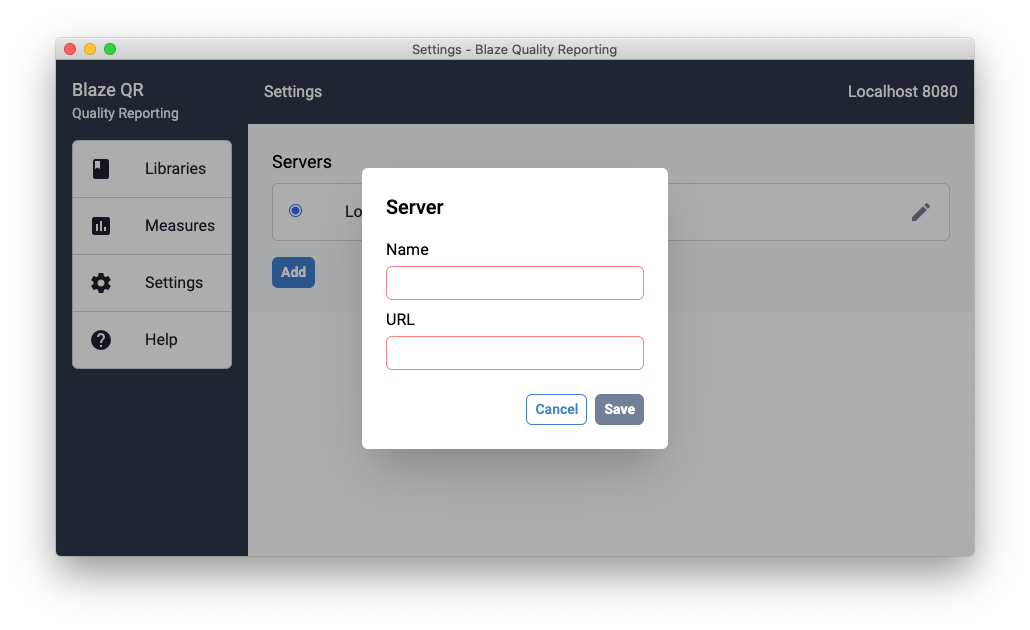 Settings - Blaze Quality Reporting
Blaze QR
Quality Reporting
Settings
Localhost 8080
Libraries
Measures
Settings
Help
Servers
Lo
Add
Server
Name
URL
Cancel
Save